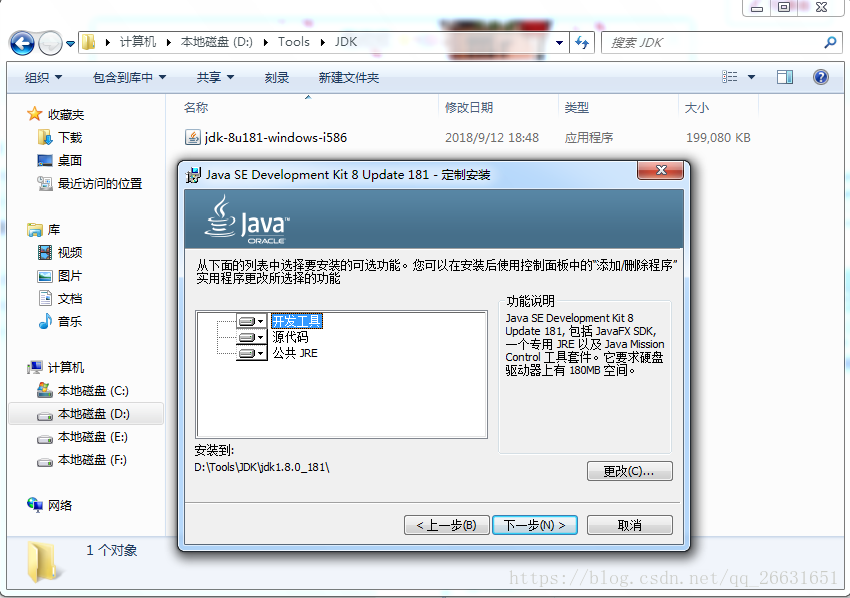 计算机 本地磁盘 (D:) Tools JDK
搜索 JDK
组织 包含到库中 共享 刻录 新建文件夹
收藏夹
下载
桌面
最近访问的位置
库
视频
图片
文档
音乐
计算机
本地磁盘 (C:)
本地磁盘 (D:)
本地磁盘 (E:)
本地磁盘 (F:)
网络
名称 修改日期 类型 大小
jdk-8u181-windows-i586 2018/9/12 18:48 应用程序 199,080 KB
Java SE Development Kit 8 Update 181 - 定制安装
Java™
ORACLE
从下面的列表中选择要安装的可选功能。您可以在安装后使用控制面板中的“添加/删除程序”
实用程序更改所选择的功能
开发工具
源代码
公共 JRE
功能说明
Java SE Development Kit 8
Update 181, 包括 JavaFX SDK,
一个专用 JRE 以及 Java Mission
Control 工具套件。它要求硬盘
驱动器上有 180MB 空间。
安装到:
D:\Tools\JDK\jdk1.8.0_181\
更改(C)...
< 上一步(B) 下一步(N) > 取消
1 个对象
https://blog.csdn.net/qq_26631651